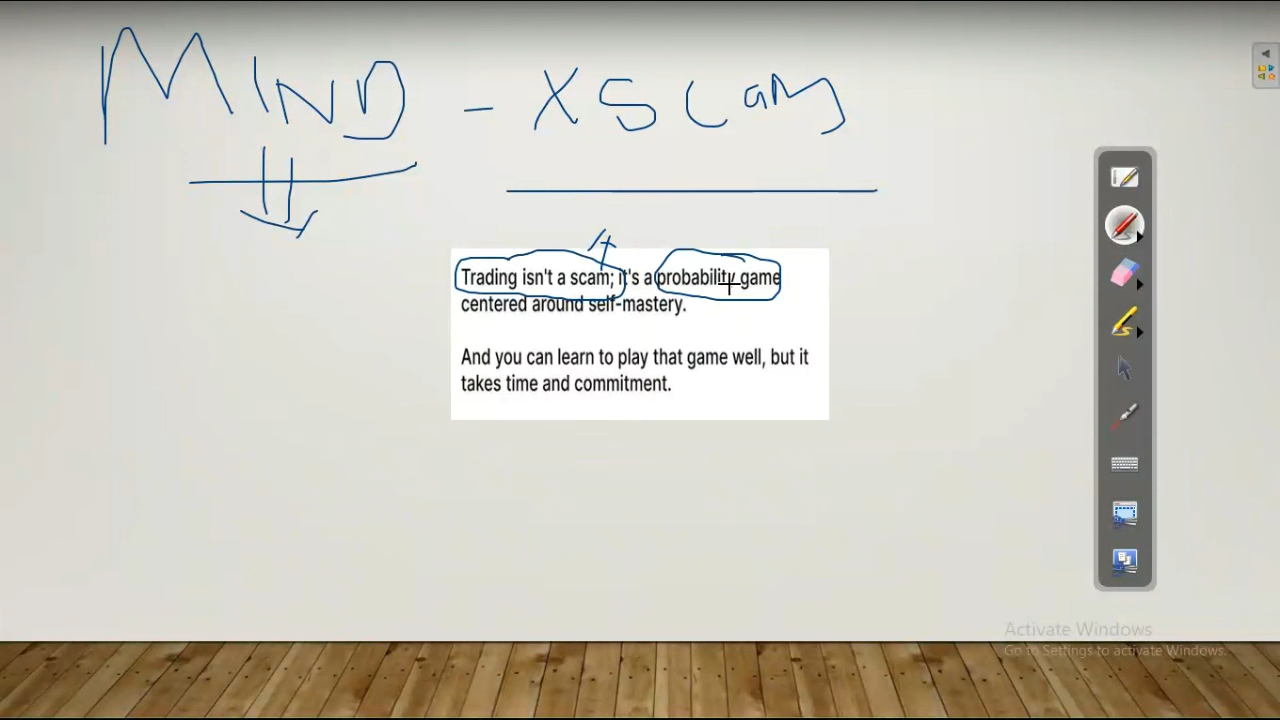 MIND - X Scam
Trading isn't a scam; it's a probability game
centered around self-mastery.
And you can learn to play that game well, but it
takes time and commitment.
Activate Windows
Go to Settings to activate Windows.